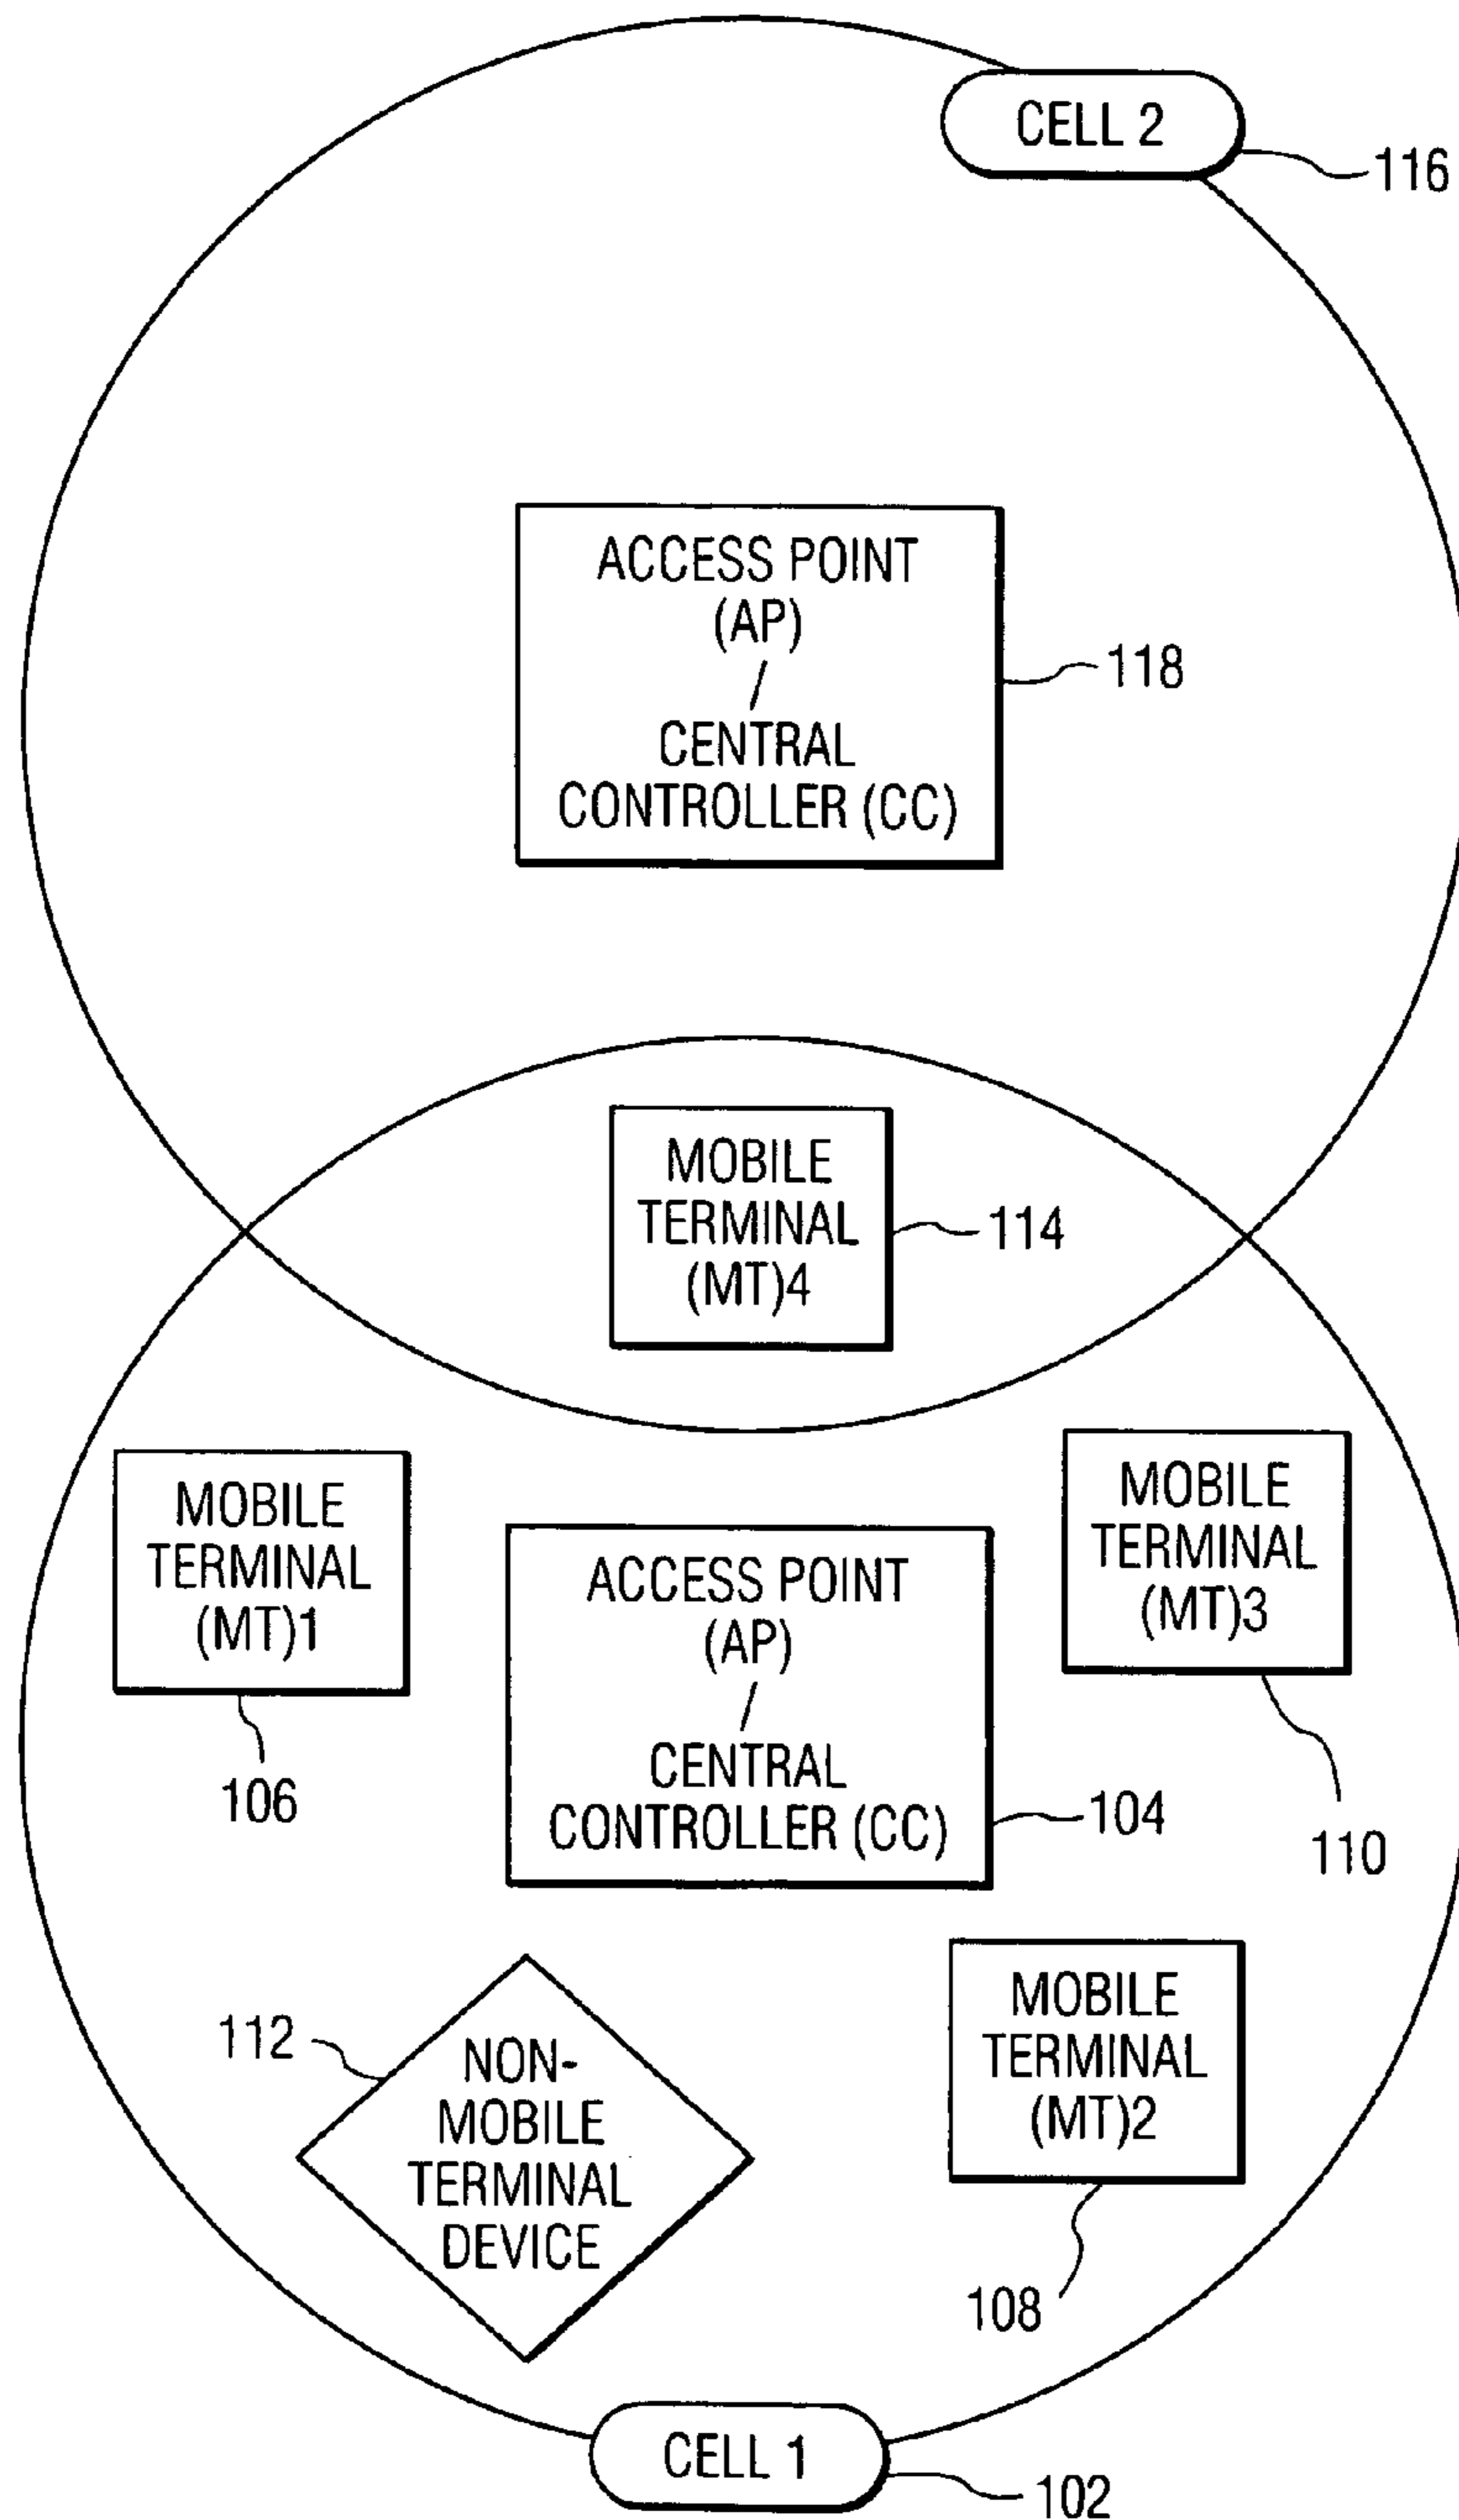 CELL 2
116
ACCESS POINT
(AP)
/
CENTRAL
CONTROLLER (CC)
118
MOBILE
TERMINAL
(MT)4
114
MOBILE
TERMINAL
(MT)1
106
ACCESS POINT
(AP)
/
CENTRAL
CONTROLLER (CC)
104
MOBILE
TERMINAL
(MT)3
110
112
NON-
MOBILE
TERMINAL
DEVICE
MOBILE
TERMINAL
(MT)2
108
CELL 1
102